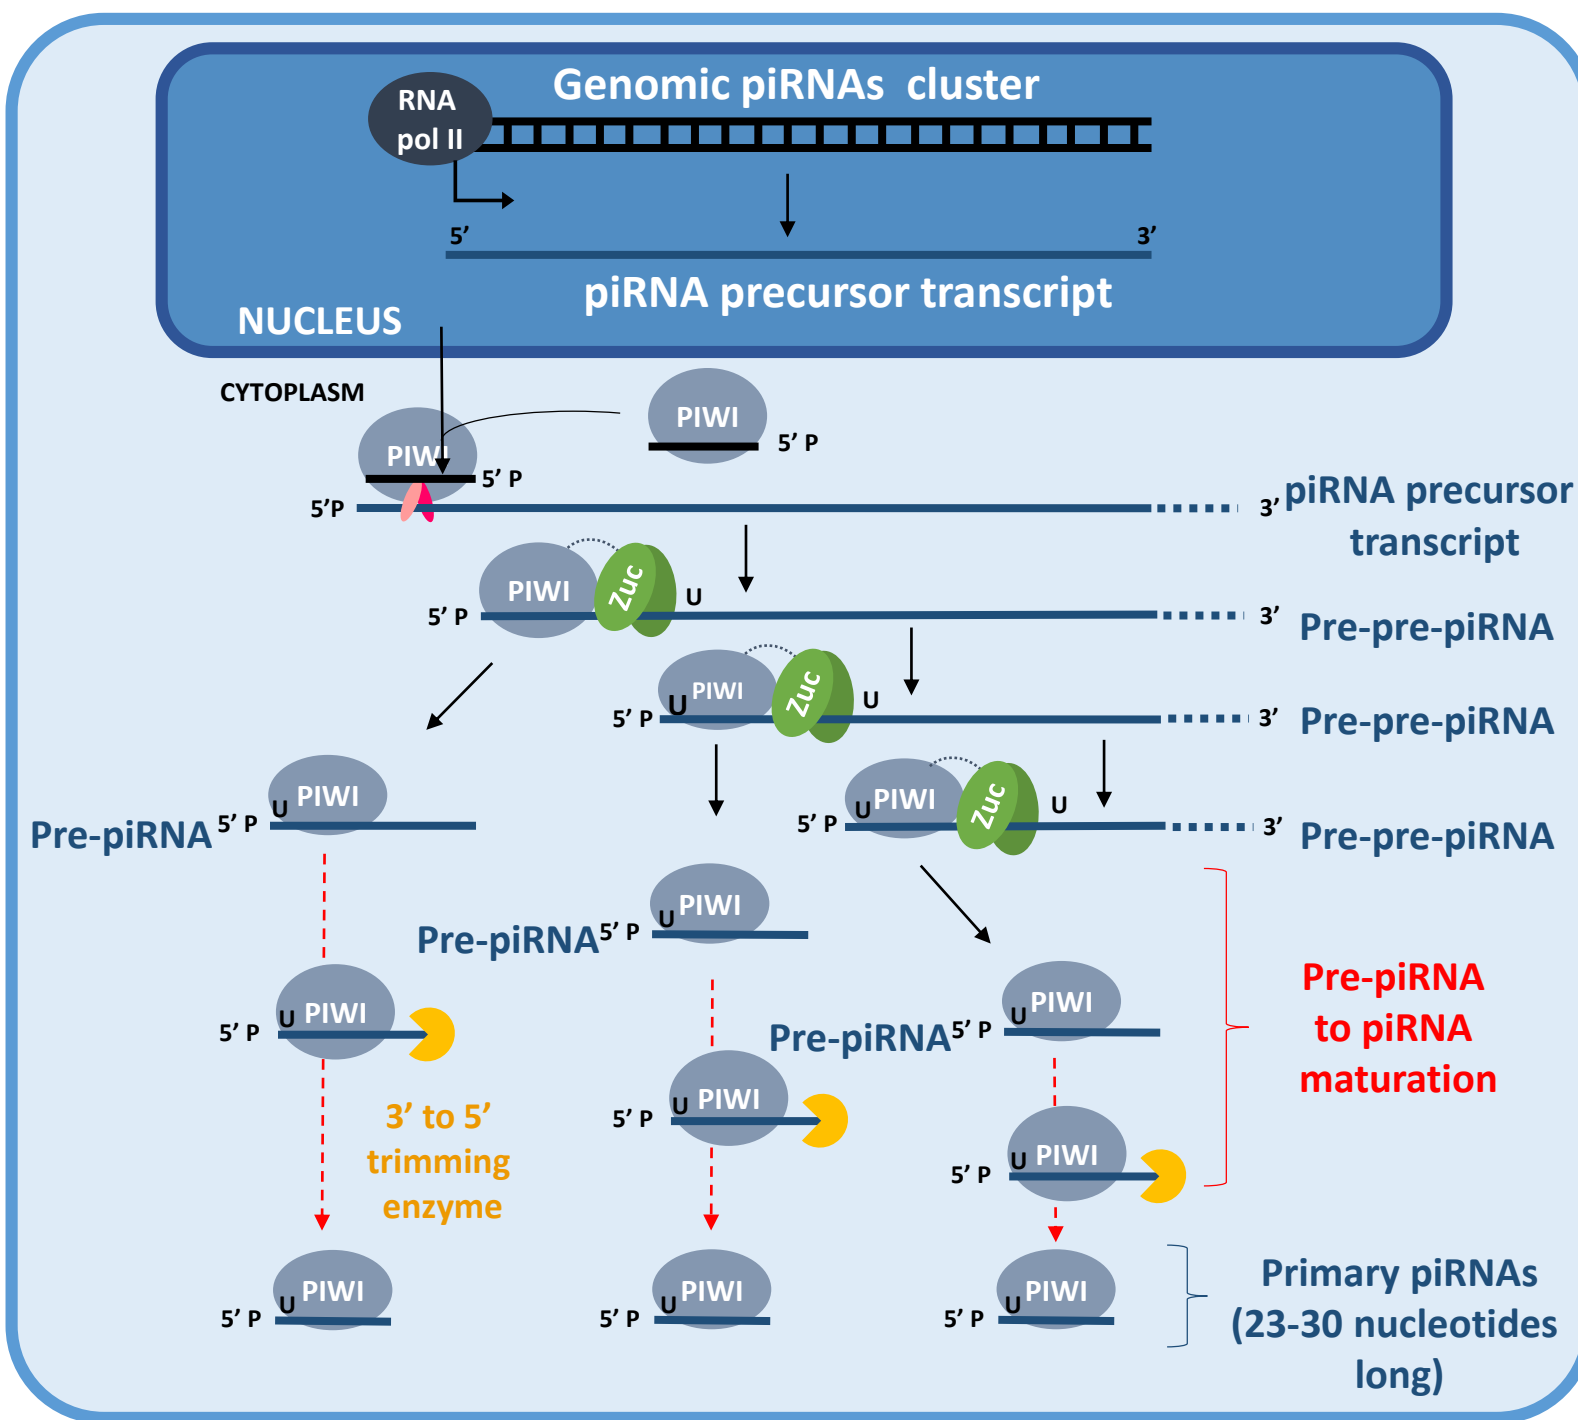 Genomic piRNAs cluster
RNA
pol II
5’ 3’
piRNA precursor transcript
NUCLEUS
CYTOPLASM
PIWI
5’ P
PIWI
5’ P
5’P
3’
piRNA precursor
transcript
PIWI
Zuc
U
5’ P
3’
Pre-pre-piRNA
U
PIWI
Zuc
U
5’ P
3’
Pre-pre-piRNA
U
PIWI
Zuc
U
5’ P
3’
Pre-pre-piRNA
Pre-piRNA
5’ P
U
PIWI
Pre-piRNA
5’ P
U
PIWI
Pre-piRNA
5’ P
U
PIWI
5’ P
U
PIWI
5’ P
U
PIWI
5’ P
U
PIWI
3’ to 5’
trimming
enzyme
Pre-piRNA
to piRNA
maturation
5’ P
U
PIWI
5’ P
U
PIWI
5’ P
U
PIWI
Primary piRNAs
(23-30 nucleotides
long)